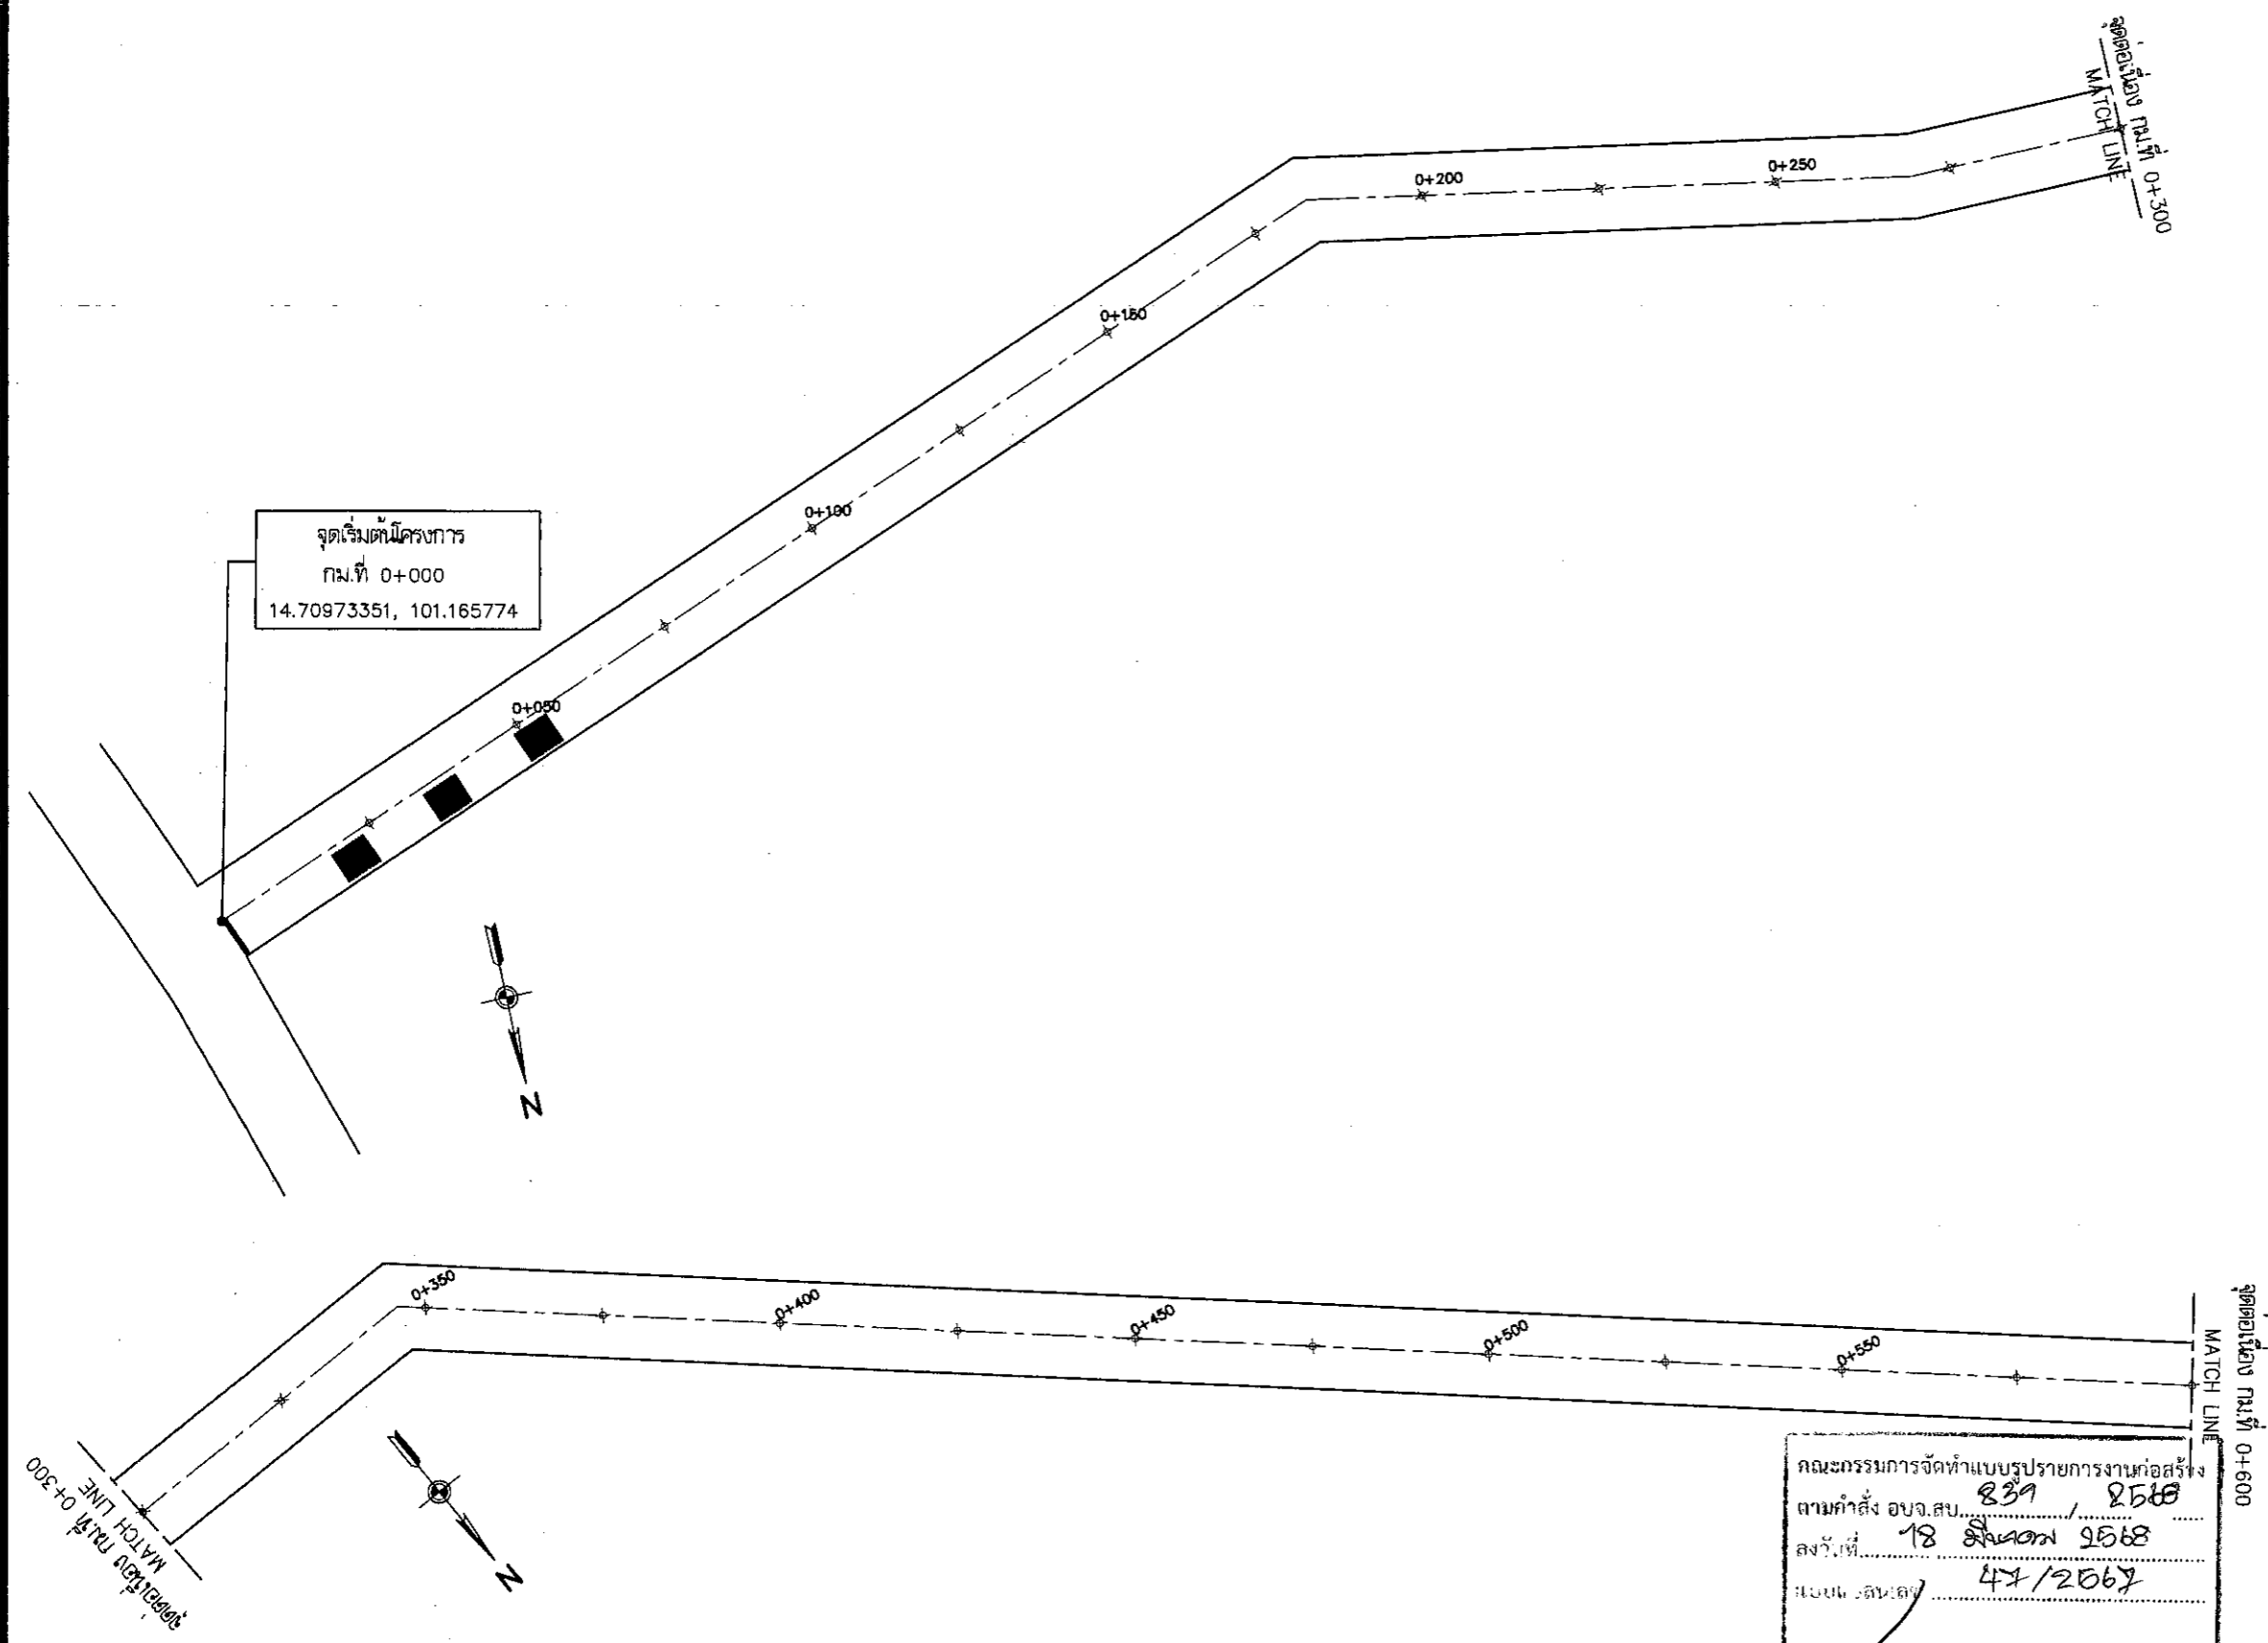 จุดต่อเนื่อง กม.ที่ 0+300
MATCH LINE
0+250
0+200
0+150
0+100
0+050
จุดเริ่มต้นโครงการ
กม.ที่ 0+000
14.70973351, 101.165774
N
0+350
0+400
0+450
0+500
0+550
จุดต่อเนื่อง กม.ที่ 0+600
MATCH LINE
จุดต่อเนื่อง กม.ที่ 0+300
MATCH LINE
N
คณะกรรมการจัดทำแบบรูปรายการงานก่อสร้าง
ตามคำสั่ง อบจ.สบ. 839 / 2568
ลงวันที่ 18 มีนาคม 2568
47/2567